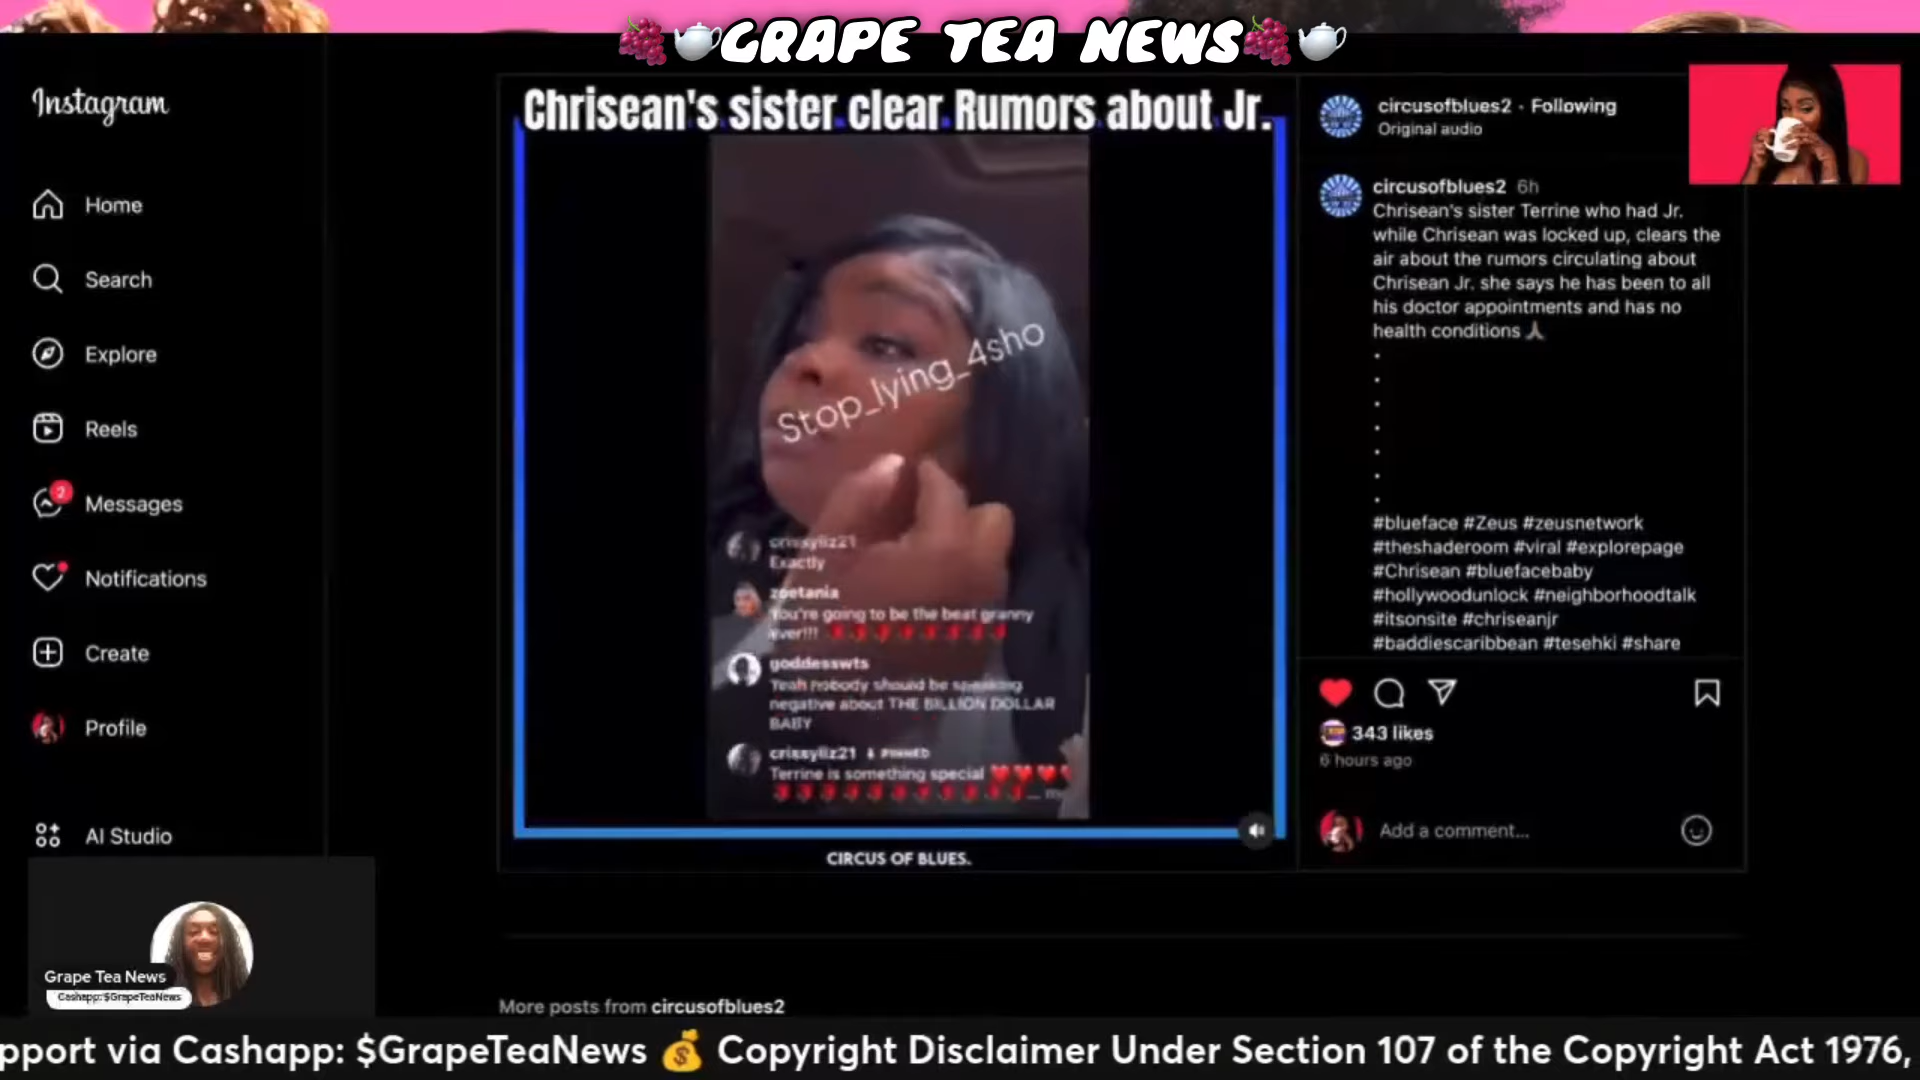 GRAPE TEA NEWS
Instagram
Home
Search
Explore
Reels
2
Messages
Notifications
Create
Profile
AI Studio
Grape Tea News
Cashapp: $GrapeTeaNews
Chrisean's sister clear Rumors about Jr.
Stop_lying_4sho
crissyliz21
Exactly
zoetania
You're going to be the beat granny
ever!!!
goddesswts
Yeah nobody should be speaking
negative about THE BILLION DOLLAR
BABY
crissyliz21 PINNED
Terrine is something special
CIRCUS OF BLUES.
circusofblues2 • Following
Original audio
circusofblues2 6h
Chrisean's sister Terrine who had Jr.
while Chrisean was locked up, clears the
air about the rumors circulating about
Chrisean Jr. she says he has been to all
his doctor appointments and has no
health conditions 🙏🏾
.
.
.
.
.
.
.
#blueface #Zeus #zeusnetwork
#theshaderoom #viral #explorepage
#Chrisean #bluefacebaby
#hollywoodunlock #neighborhoodtalk
#itsonsite #chriseanjr
#baddiescaribbean #tesehki #share
343 likes
6 hours ago
Add a comment...
More posts from circusofblues2
pport via Cashapp: $GrapeTeaNews 💰 Copyright Disclaimer Under Section 107 of the Copyright Act 1976,